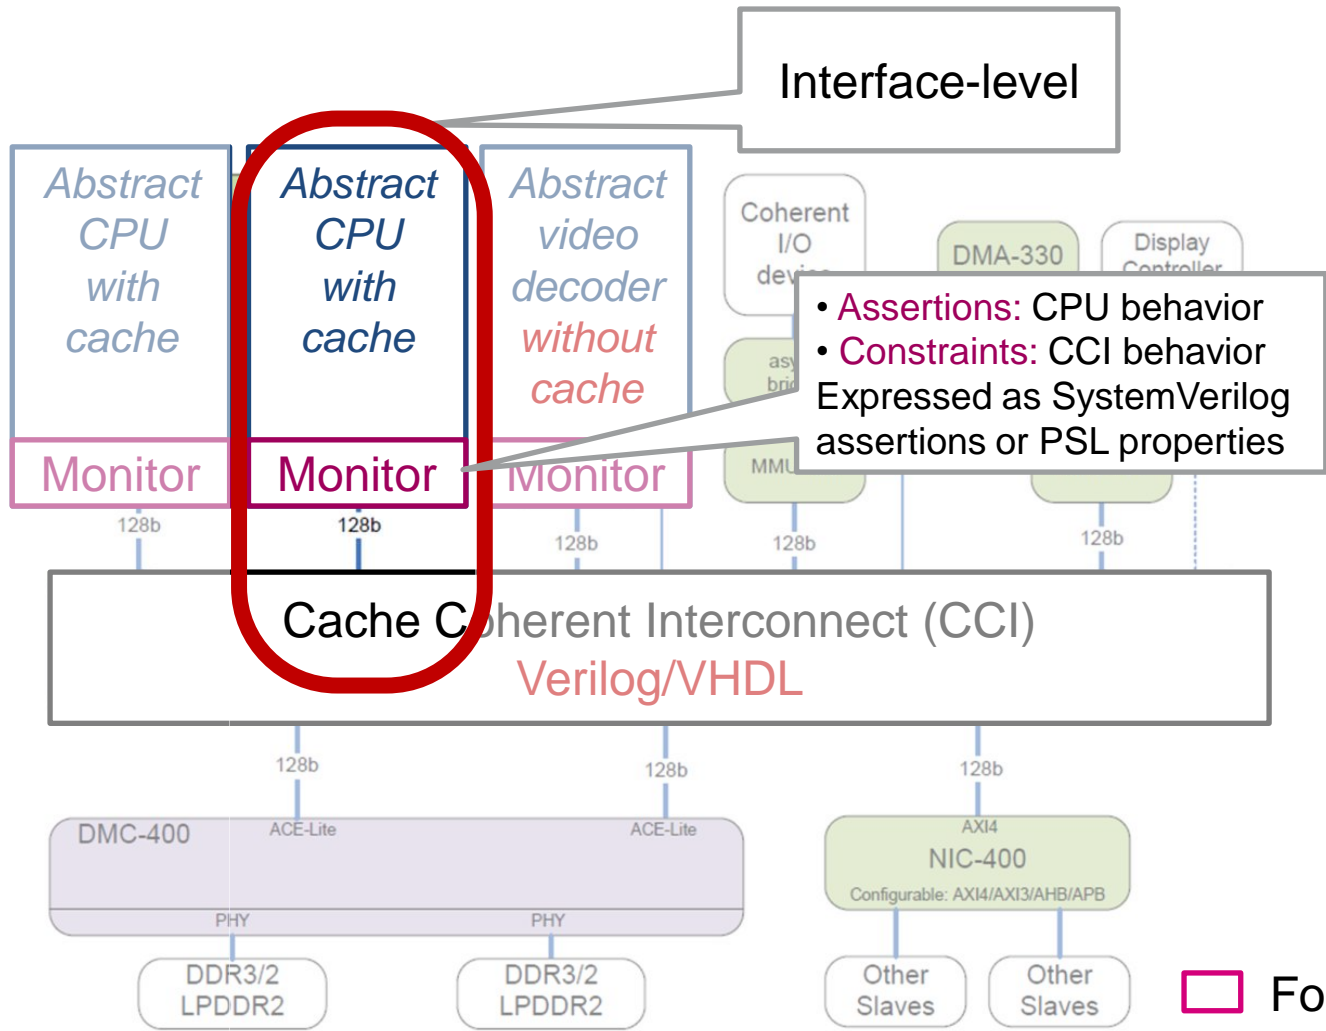 Interface-level
Abstract
CPU
with
cache
Abstract
CPU
with
cache
Abstract
video
decoder
without
cache
Coherent
I/O
DMA-330
Display
Controller
• Assertions: CPU behavior
• Constraints: CCI behavior
Expressed as SystemVerilog
assertions or PSL properties
Monitor
Monitor
Monitor
128b
128b
128b
128b
128b
Cache Coherent Interconnect (CCI)
Verilog/VHDL
128b
128b
128b
DMC-400
ACE-Lite
ACE-Lite
PHY
PHY
AXI4
NIC-400
Configurable: AXI4/AXI3/AHB/APB
DDR3/2
LPDDR2
DDR3/2
LPDDR2
Other
Slaves
Other
Slaves
Fo